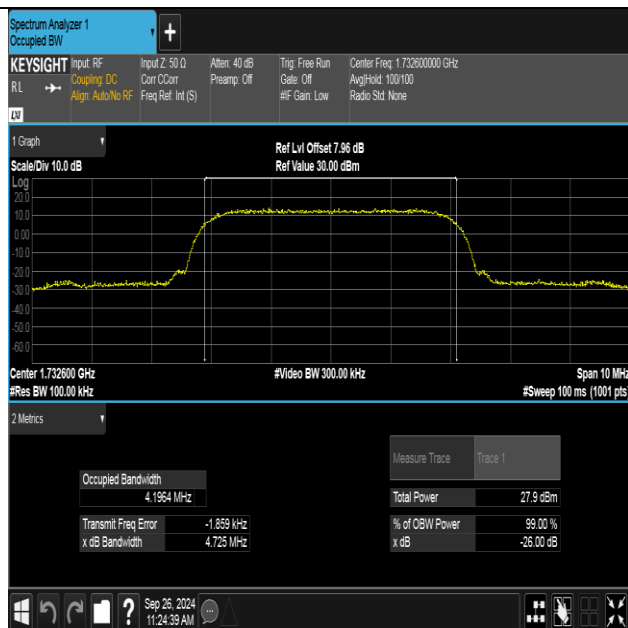 Spectrum Analyzer 1
Occupied BW
+
KEYSIGHT
RL
LXI
Input: RF
Coupling: DC
Align: Auto/No RF
Input Z: 50 Ω
Corr CCorr
Freq Ref: Int (S)
Atten: 40 dB
Preamp: Off
Trig: Free Run
Gate: Off
#IF Gain: Low
Center Freq: 1.732600000 GHz
Avg|Hold: 100/100
Radio Std: None
1 Graph
Scale/Div 10.0 dB
Ref Lvl Offset 7.96 dB
Ref Value 30.00 dBm
Log
20.0
10.0
0.00
-10.0
-20.0
-30.0
-40.0
-50.0
-60.0
Center 1.732600 GHz
#Video BW 300.00 kHz
Span 10 MHz
#Res BW 100.00 kHz
#Sweep 100 ms (1001 pts)
2 Metrics
Measure Trace Trace 1
Occupied Bandwidth
4.1964 MHz
Total Power 27.9 dBm
Transmit Freq Error -1.859 kHz
% of OBW Power 99.00 %
x dB Bandwidth 4.725 MHz
x dB -26.00 dB
?
Sep 26, 2024
11:24:39 AM